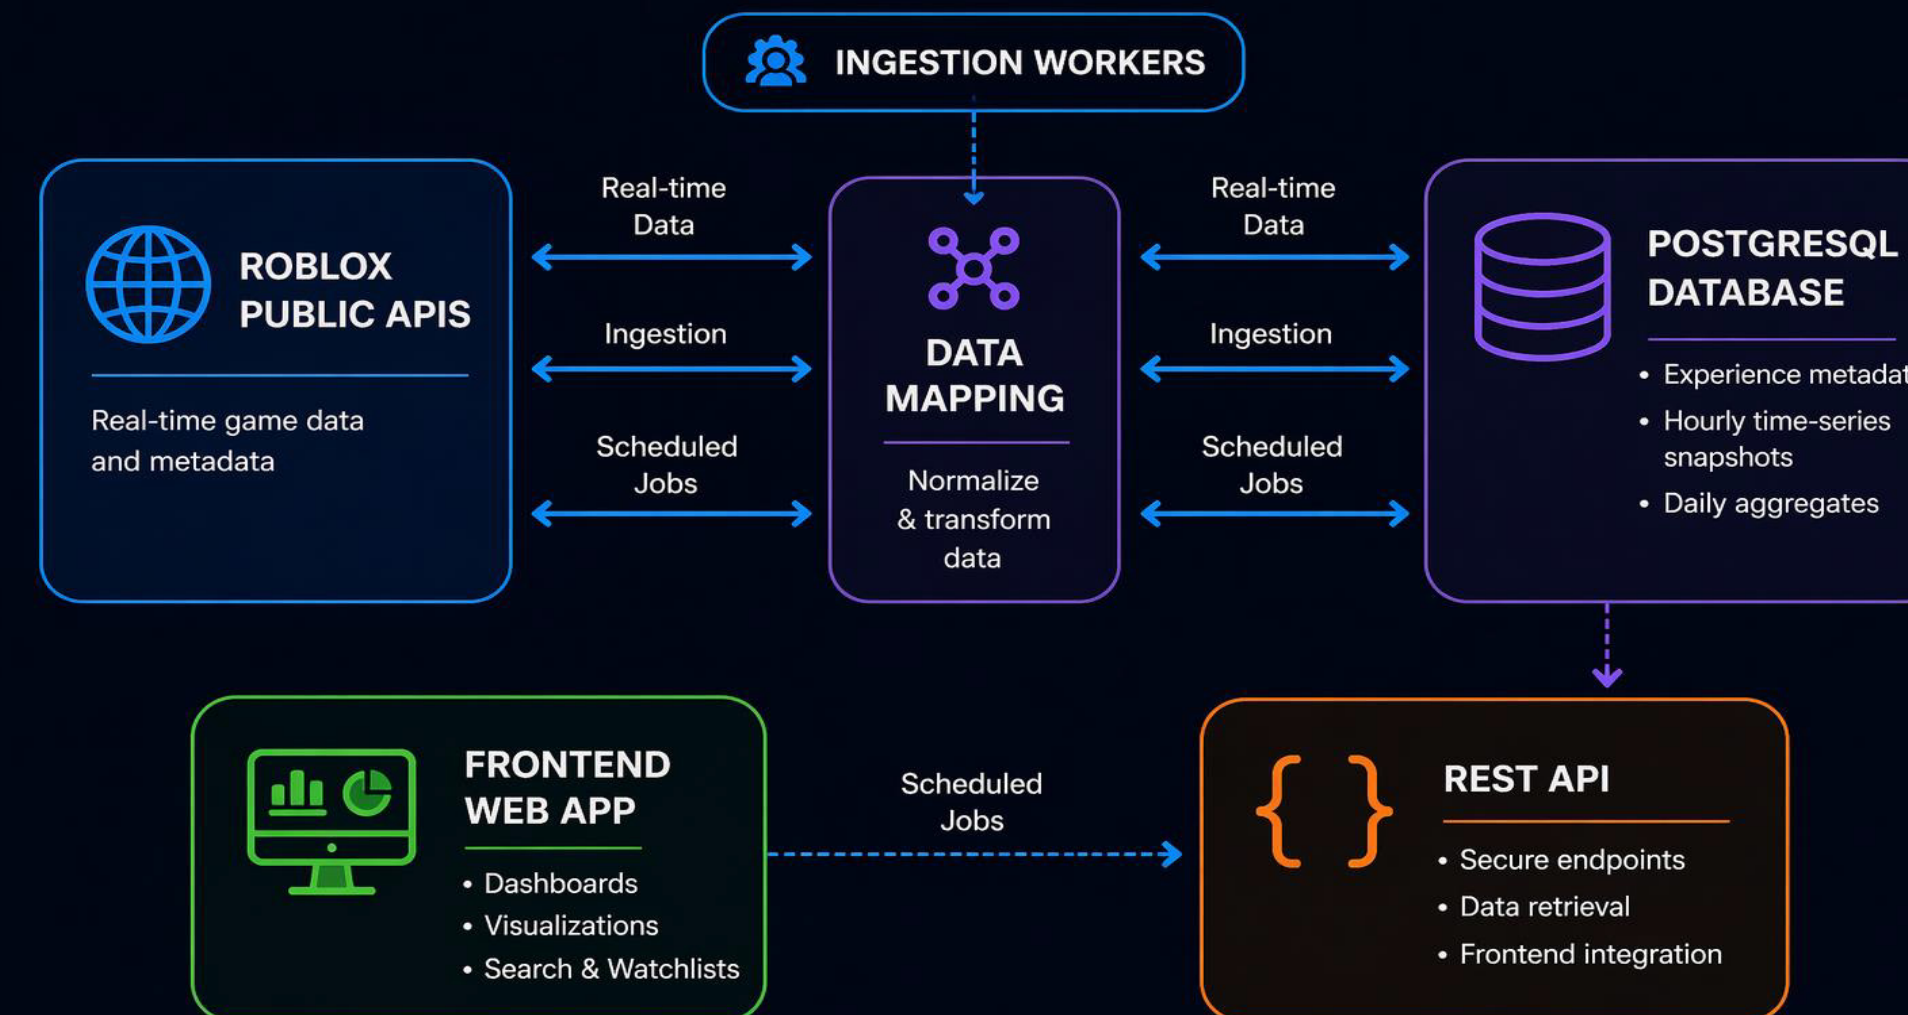 INGESTION WORKERS
ROBLOX
PUBLIC APIS
Real-time game data
and metadata
Real-time
Data
Ingestion
Scheduled
Jobs
DATA
MAPPING
Normalize
& transform
data
Real-time
Data
Ingestion
Scheduled
Jobs
POSTGRESQL
DATABASE
• Experience metadat
• Hourly time-series
snapshots
• Daily aggregates
FRONTEND
WEB APP
• Dashboards
• Visualizations
• Search & Watchlists
Scheduled
Jobs
{ }
REST API
• Secure endpoints
• Data retrieval
• Frontend integration